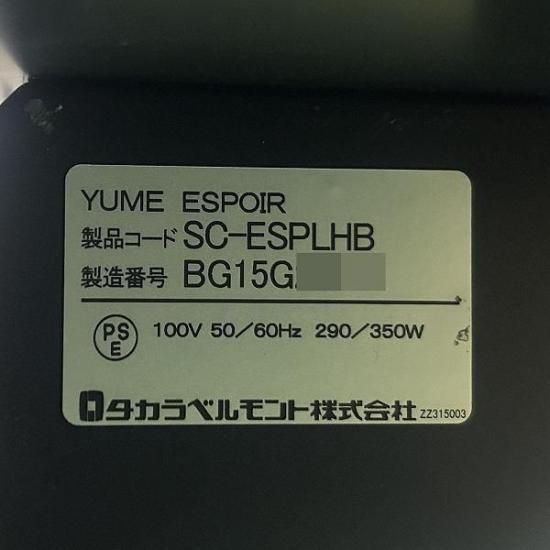 YUME ESPOIR
製品コード SC-ESPLHB
製造番号 BG15G
PS
E
100V 50/60Hz 290/350W
タカラベルモント株式会社 ZZ315003